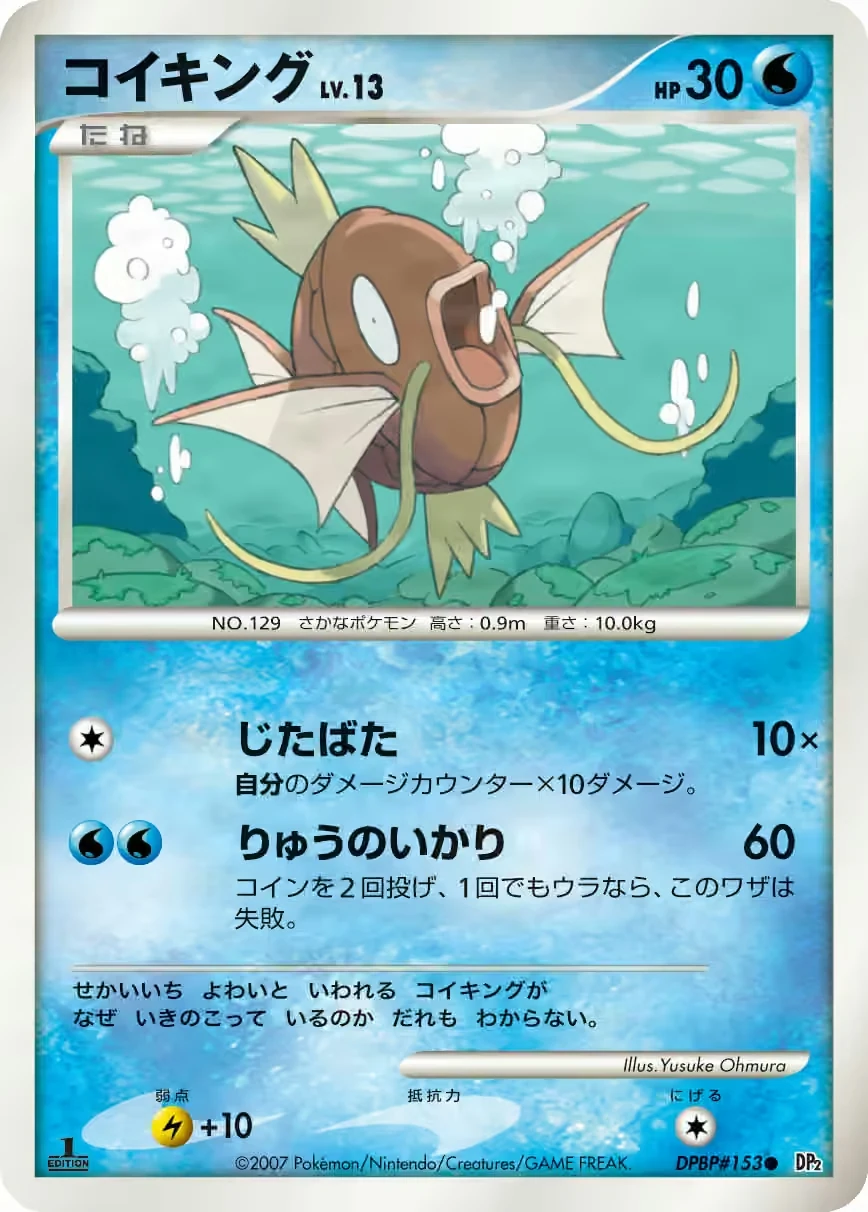 コイキング LV.13 HP 30
たね
NO.129 さかなポケモン 高さ:0.9m 重さ:10.0kg
じたばた 10×
自分のダメージカウンター×10ダメージ。
りゅうのいかり 60
コインを2回投げ、1回でもウラなら、このワザは
失敗。
せかいいち よわいと いわれる コイキングが
なぜ いきのこって いるのか だれも わからない。
Illus.Yusuke Ohmura
弱点 抵抗力 にげる
+10
1 EDITION
©2007 Pokémon/Nintendo/Creatures/GAME FREAK. DPBP#153● DP2